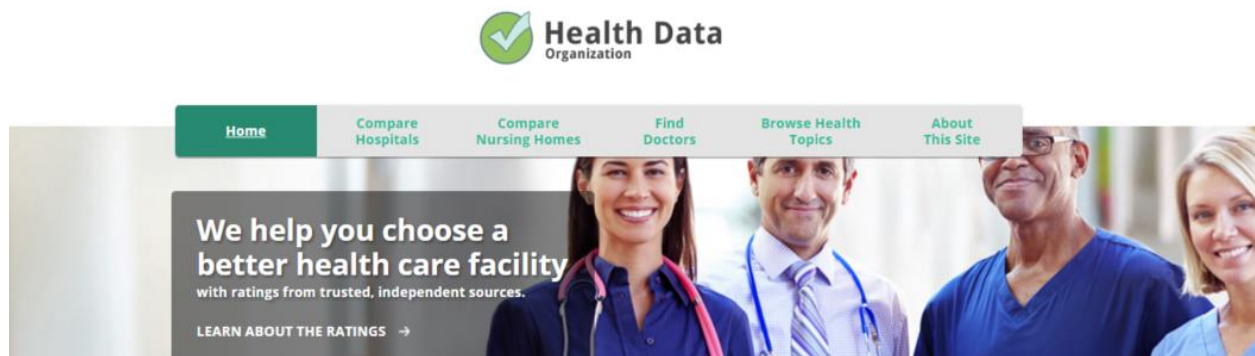 Health Data
Organization
Home
Compare
Hospitals
Compare
Nursing Homes
Find
Doctors
Browse Health
Topics
About
This Site
We help you choose a
better health care facility
with ratings from trusted, independent sources.
LEARN ABOUT THE RATINGS →